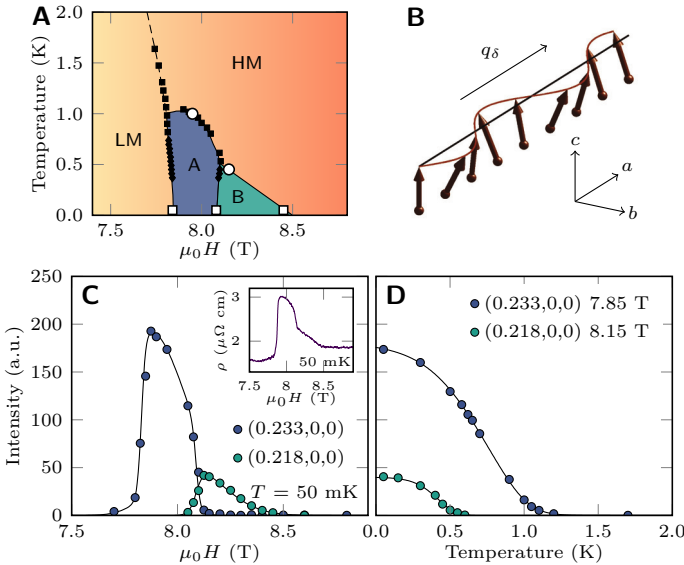 A
2.0
1.5
1.0
0.5
0.0
Temperature (K)
LM
HM
A
B
7.5
8.0
8.5
μ₀H (T)
B
q_δ
c
a
b
C
250
200
150
100
50
0
Intensity (a.u.)
3
2
ρ (μΩ cm)
50 mK
7.5
8
8.5
μ₀H (T)
(0.233,0,0)
(0.218,0,0)
T = 50 mK
7.5
8.0
8.5
μ₀H (T)
D
(0.233,0,0) 7.85 T
(0.218,0,0) 8.15 T
0.0
0.5
1.0
1.5
2.0
Temperature (K)